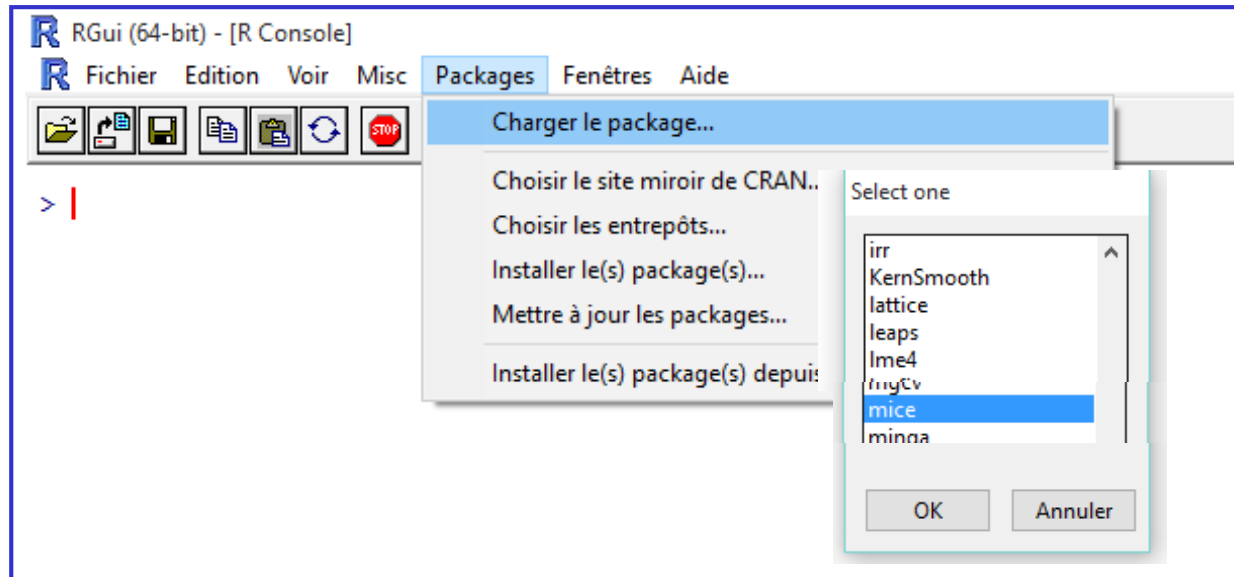 RGui (64-bit) - [R Console]
Fichier Edition Voir Misc Packages Fenêtres Aide
STOP
Charger le package...
>
Choisir le site miroir de CRAN..
Choisir les entrepôts...
Installer le(s) package(s)...
Mettre à jour les packages...
Installer le(s) package(s) depuis
Select one
irr
KernSmooth
lattice
leaps
lme4
mgcv
mice
minqa
OK Annuler